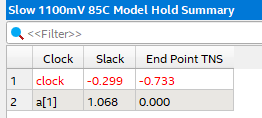 Slow 1100mV 85C Model Hold Summary
<<Filter>>
Clock Slack End Point TNS
1 clock -0.299 -0.733
2 a[1] 1.068 0.000